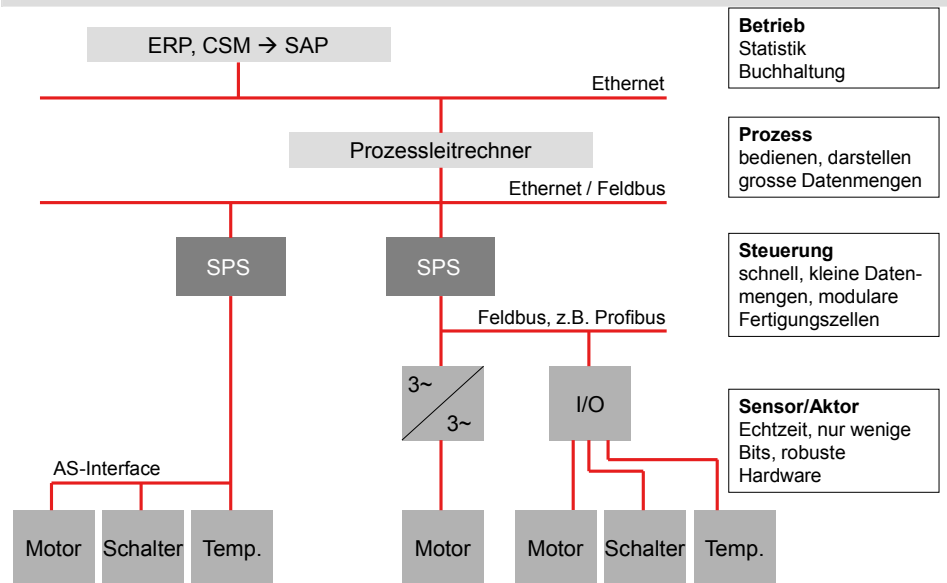 ERP, CSM → SAP
Ethernet
Betrieb
Statistik
Buchhaltung
Prozessleitrechner
Ethernet / Feldbus
Prozess
bedienen, darstellen
grosse Datenmengen
SPS
SPS
Feldbus, z.B. Profibus
Steuerung
schnell, kleine Daten-
mengen, modulare
Fertigungszellen
3~
3~
I/O
Sensor/Aktor
Echtzeit, nur wenige
Bits, robuste
Hardware
AS-Interface
Motor
Schalter
Temp.
Motor
Motor
Schalter
Temp.